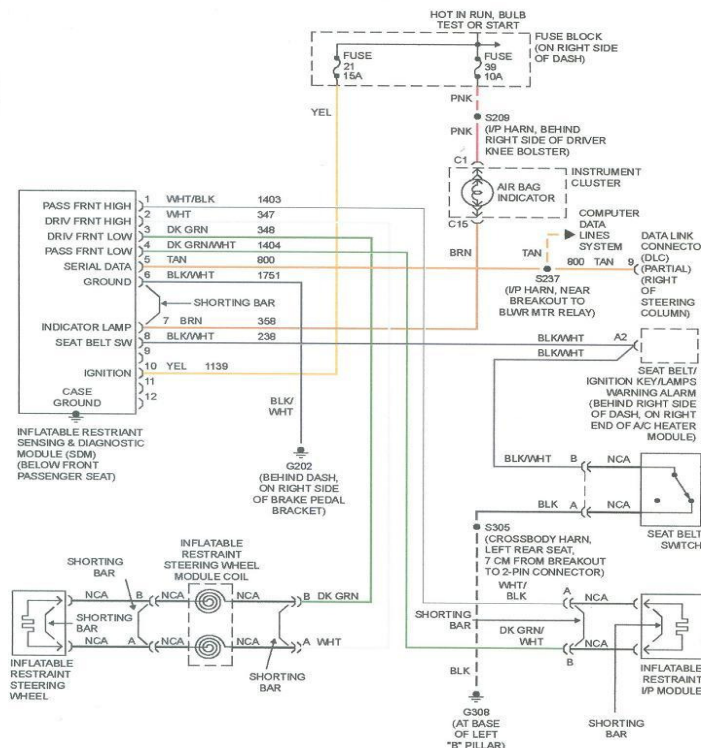 HOT IN RUN, BULB
TEST OR START
FUSE BLOCK
(ON RIGHT SIDE
OF DASH)
FUSE
21
15A
FUSE
39
10A
YEL
PNK
S209
(I/P HARN, BEHIND
RIGHT SIDE OF DRIVER
KNEE BOLSTER)
PNK
C1
INSTRUMENT
CLUSTER
AIR BAG
INDICATOR
C15
BRN
COMPUTER
DATA
LINES
SYSTEM
TAN
DATA LINK
CONNECTO
(DLC)
(PARTIAL)
(RIGHT
OF
STEERING
COLUMN)
800 TAN 9
S237
(I/P HARN, NEAR
BREAKOUT TO
BLWR MTR RELAY)
PASS FRNT HIGH 1 WHT/BLK 1403
DRIV FRNT HIGH 2 WHT 347
DRIV FRNT LOW 3 DK GRN 348
PASS FRNT LOW 4 DK GRN/WHT 1404
SERIAL DATA 5 TAN 800
GROUND 6 BLK/WHT 1751
SHORTING BAR
INDICATOR LAMP 7 BRN 358
SEAT BELT SW 8 BLK/WHT 238
9
IGNITION 10 YEL 1139
11
12
CASE
GROUND
INFLATABLE RESTRIANT
SENSING & DIAGNOSTIC
MODULE (SDM)
(BELOW FRONT
PASSENGER SEAT)
BLK/
WHT
G202
(BEHIND DASH,
ON RIGHT SIDE
OF BRAKE PEDAL
BRACKET)
BLK/WHT A2
BLK/WHT
SEAT BELT/
IGNITION KEY/LAMPS
WARNING ALARM
(BEHIND RIGHT SIDE
OF DASH, ON RIGHT
END OF A/C HEATER
MODULE)
BLK/WHT B NCA
BLK A NCA
SEAT BELT
SWITCH
S305
(CROSSBODY HARN,
LEFT REAR SEAT,
7 CM FROM BREAKOUT
TO 2-PIN CONNECTOR)
INFLATABLE
RESTRAINT
STEERING WHEEL
MODULE COIL
SHORTING
BAR
NCA B NCA NCA B DK GRN
SHORTING
BAR
NCA A NCA NCA A WHT
INFLATABLE
RESTRAINT
STEERING
WHEEL
SHORTING
BAR
WHT/
BLK
A
NCA
SHORTING
BAR
DK GRN/
WHT
B
NCA
BLK
INFLATABLE
RESTRAINT
I/P MODULE
SHORTING
BAR
G308
(AT BASE
OF LEFT
"B" PILLAR)